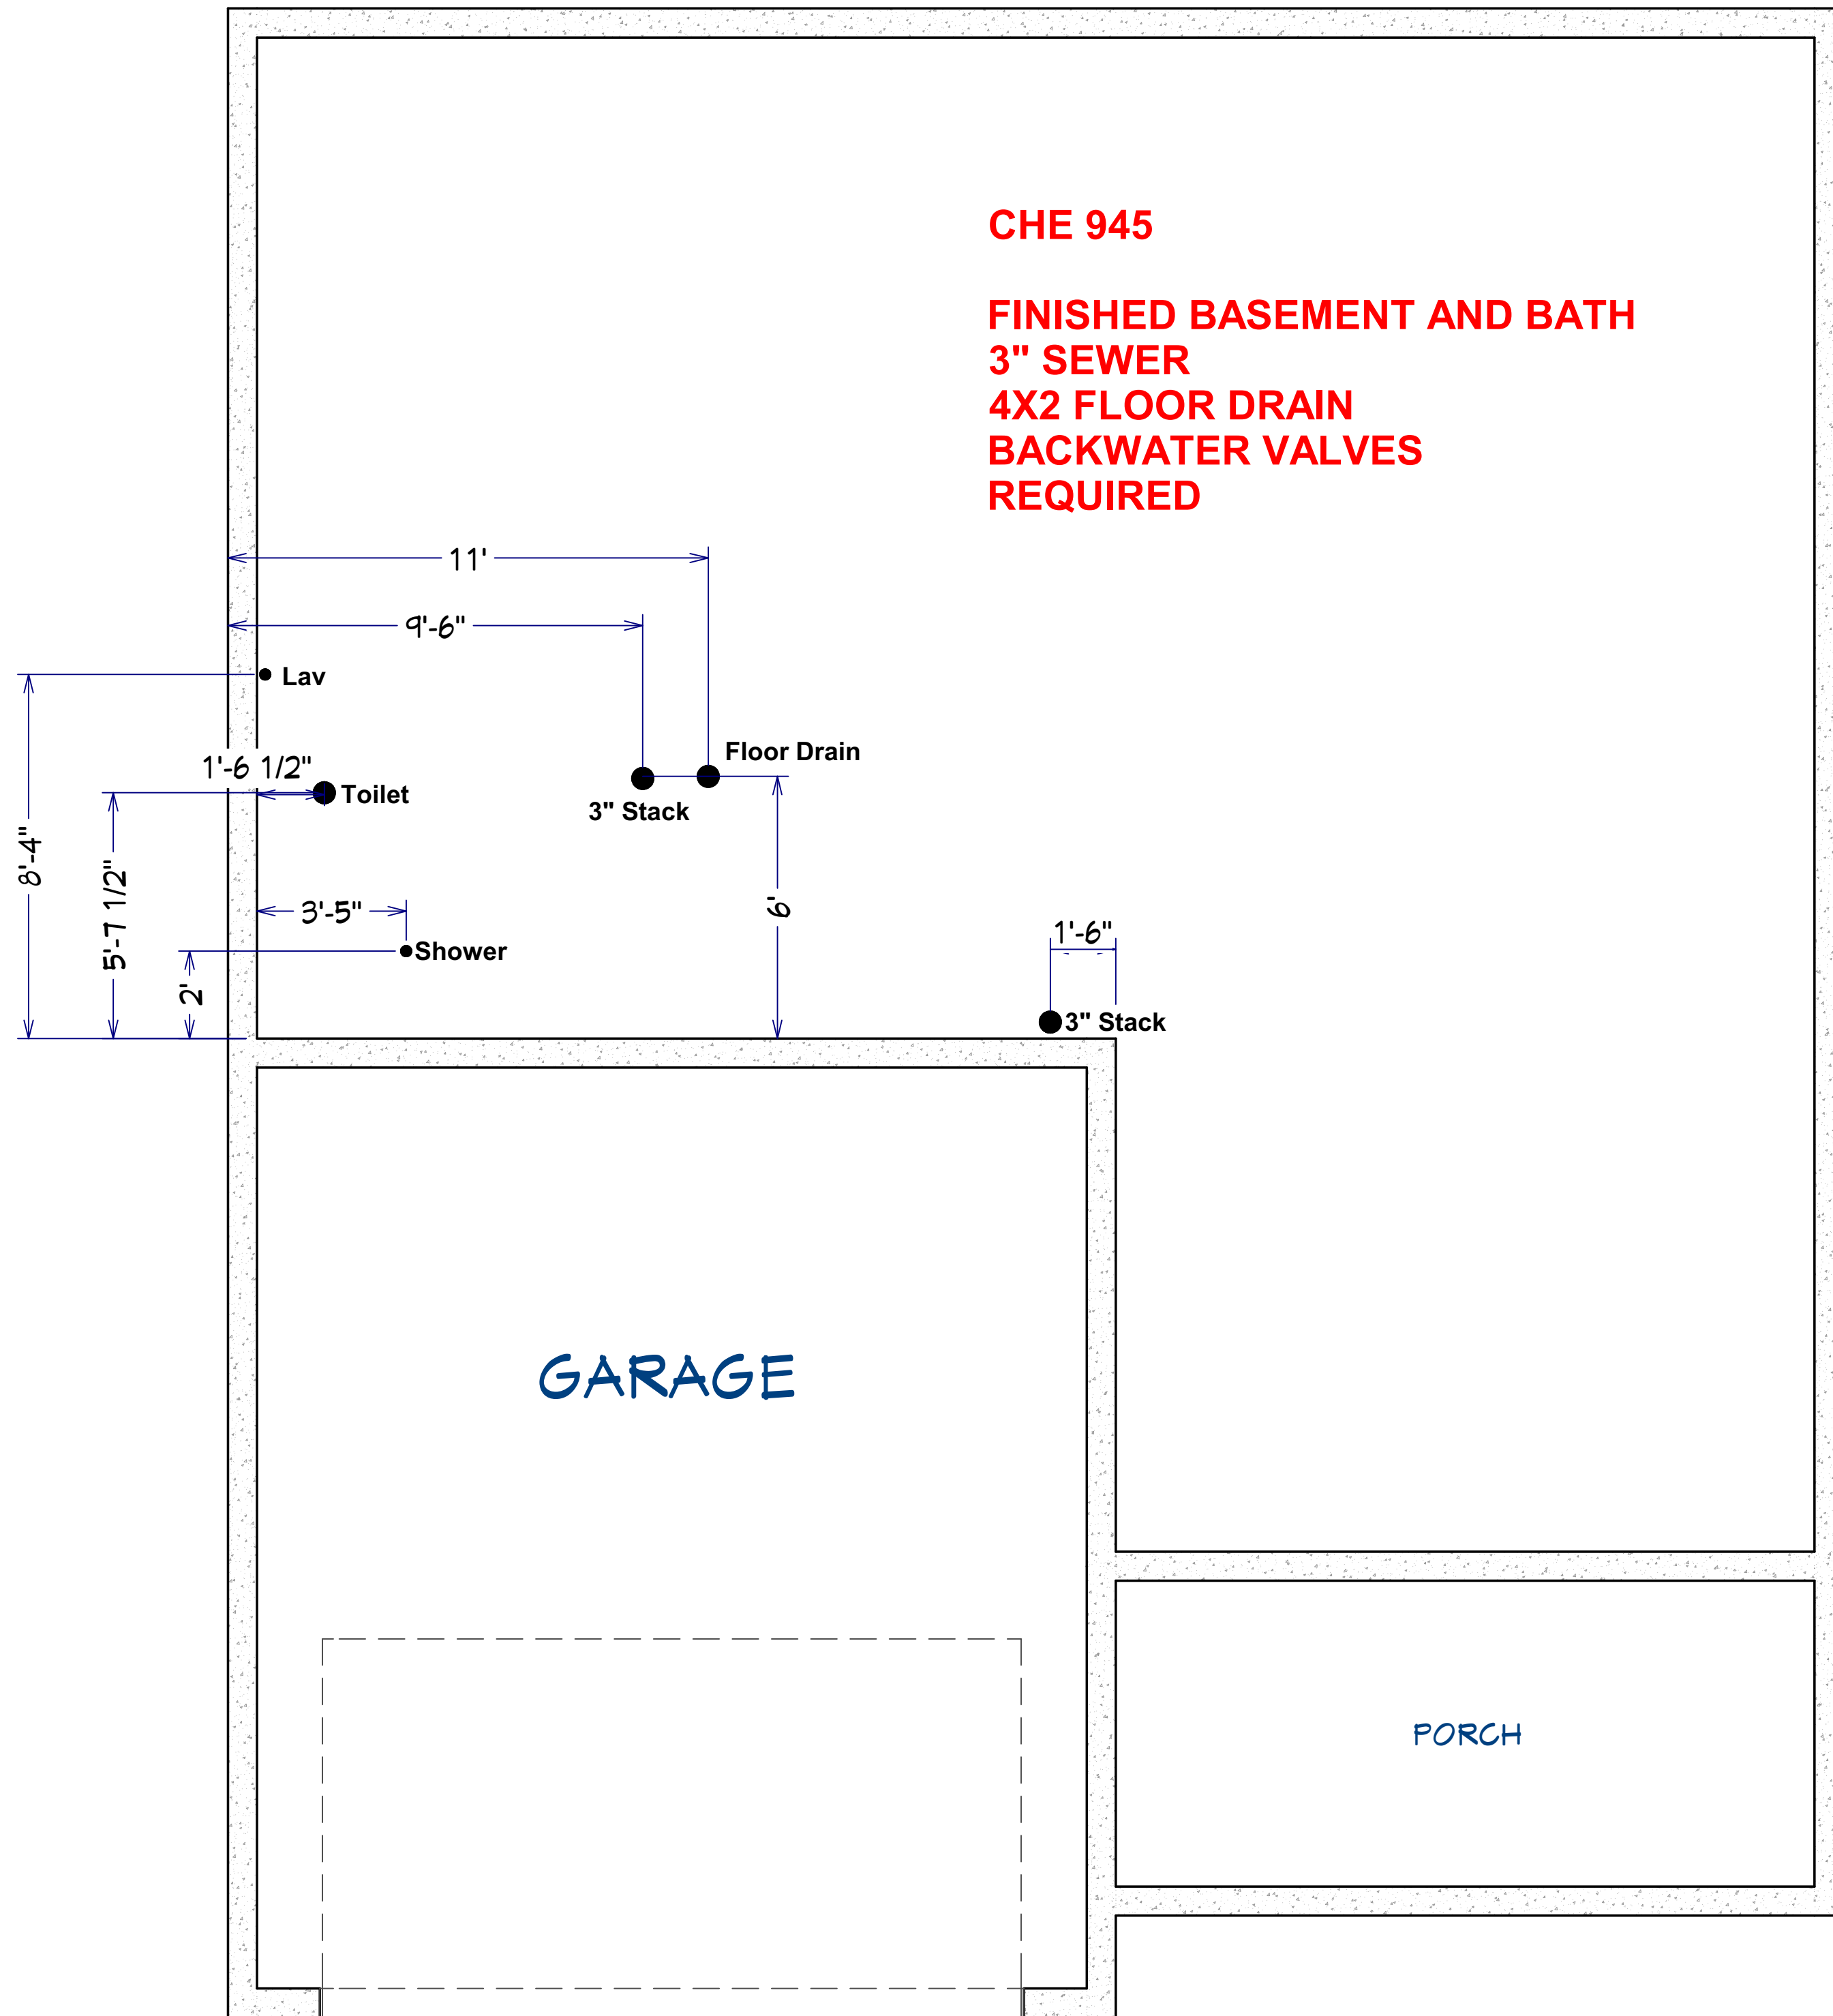 CHE 945
FINISHED BASEMENT AND BATH
3" SEWER
4X2 FLOOR DRAIN
BACKWATER VALVES
REQUIRED
11'
9'-6"
Lav
Floor Drain
1'-6 1/2"
Toilet
3" Stack
8'-4"
5'-7 1/2"
3'-5"
6'
1'-6"
Shower
2'
3" Stack
GARAGE
PORCH